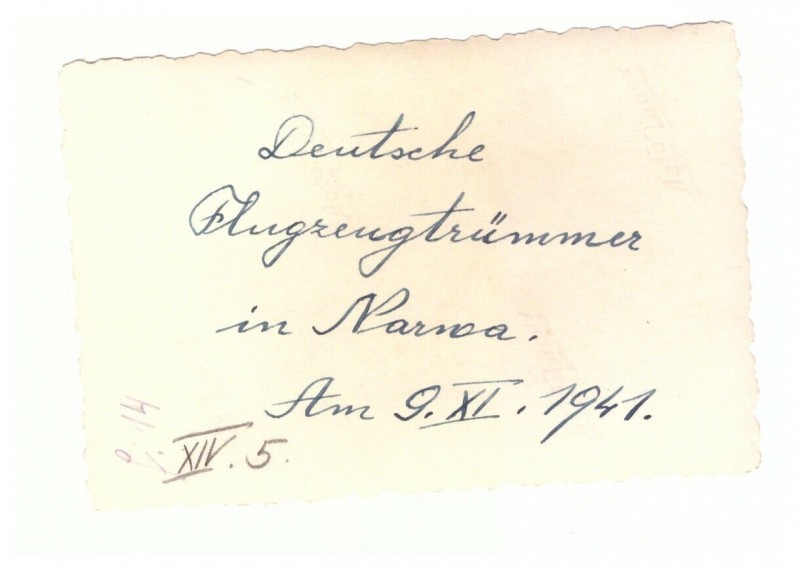 Deutsche
Flugzeugtrümmer
in Narwa.
Am 9. XI. 1941.
XIV. 5.